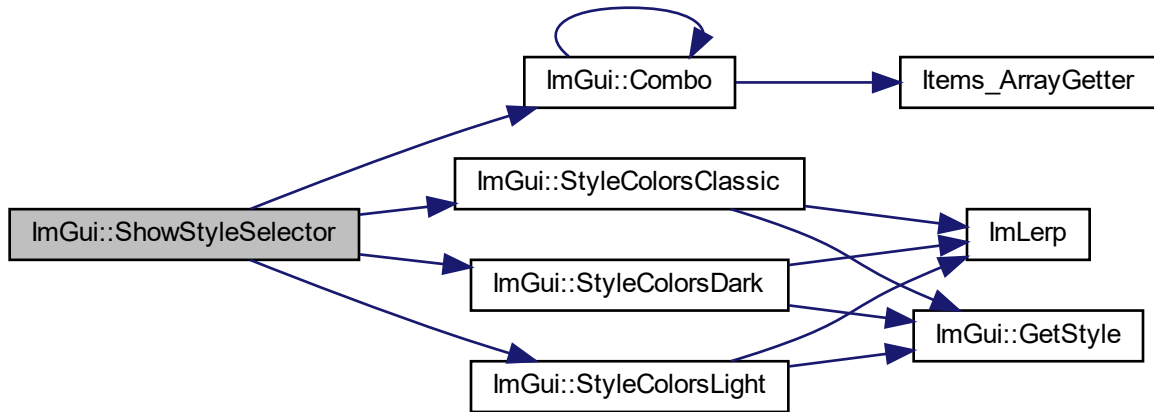 ImGui::ShowStyleSelector
ImGui::Combo
Items_ArrayGetter
ImGui::StyleColorsClassic
ImGui::StyleColorsDark
ImGui::StyleColorsLight
ImLerp
ImGui::GetStyle